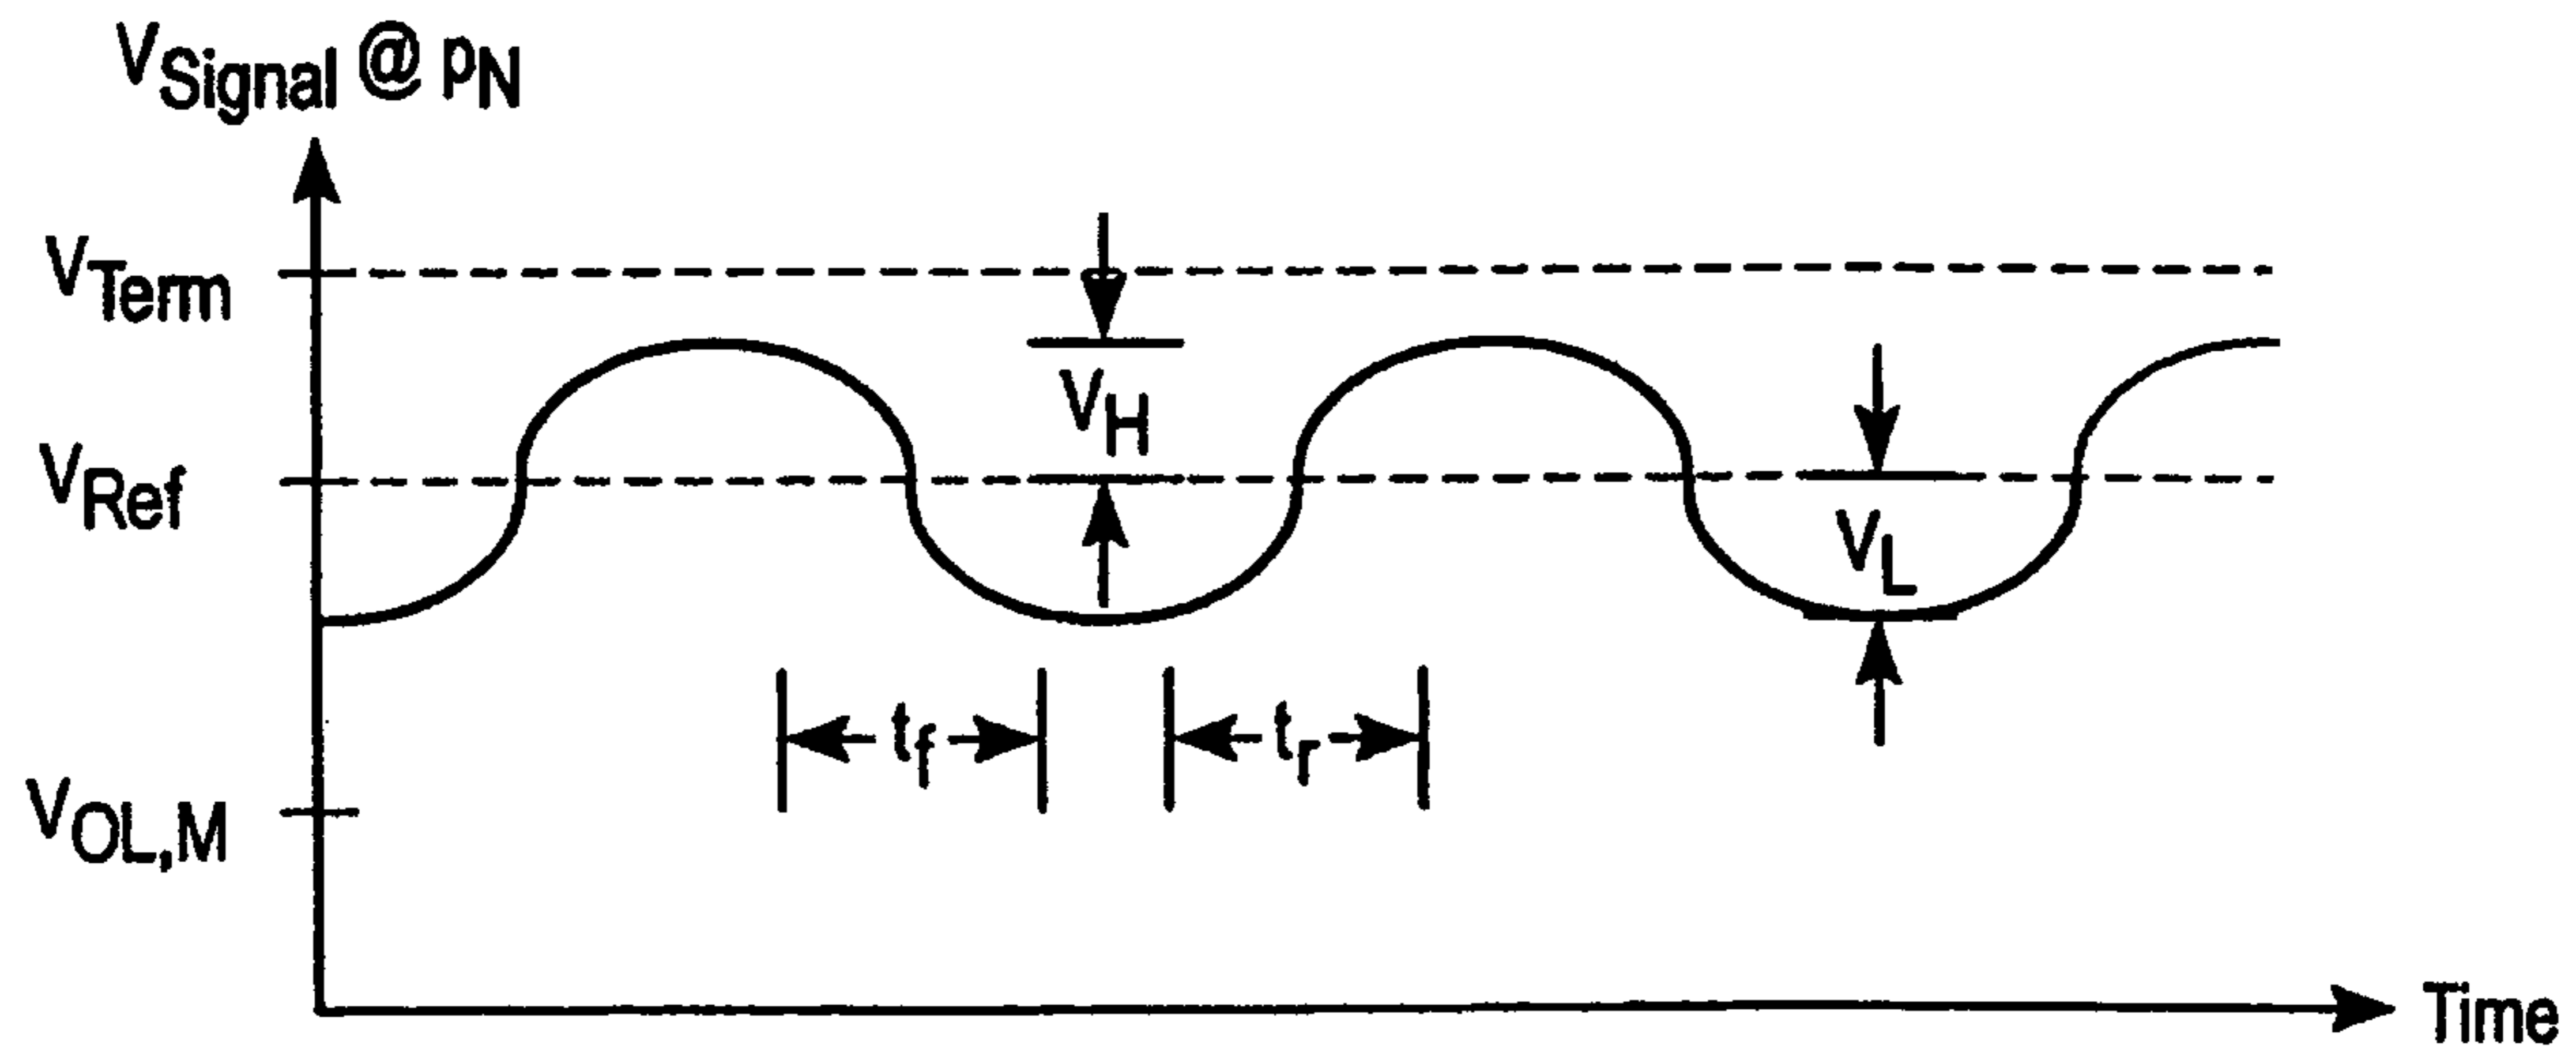 VSignal @ pN
VTerm
VH
VRef
VL
tf
tr
VOL,M
Time